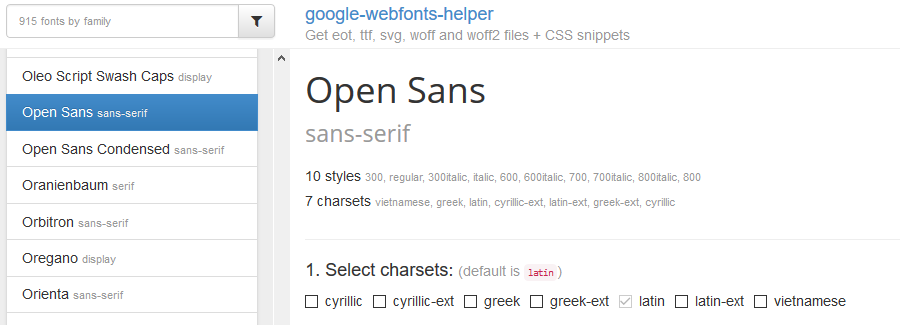 915 fonts by family
google-webfonts-helper
Get eot, ttf, svg, woff and woff2 files + CSS snippets
Oleo Script Swash Caps display
Open Sans sans-serif
Open Sans Condensed sans-serif
Oranienbaum serif
Orbitron sans-serif
Oregano display
Orienta sans-serif
Open Sans
sans-serif
10 styles 300, regular, 300italic, italic, 600, 600italic, 700, 700italic, 800italic, 800
7 charsets vietnamese, greek, latin, cyrillic-ext, latin-ext, greek-ext, cyrillic
1. Select charsets: (default is latin)
cyrillic cyrillic-ext greek greek-ext latin latin-ext vietnamese